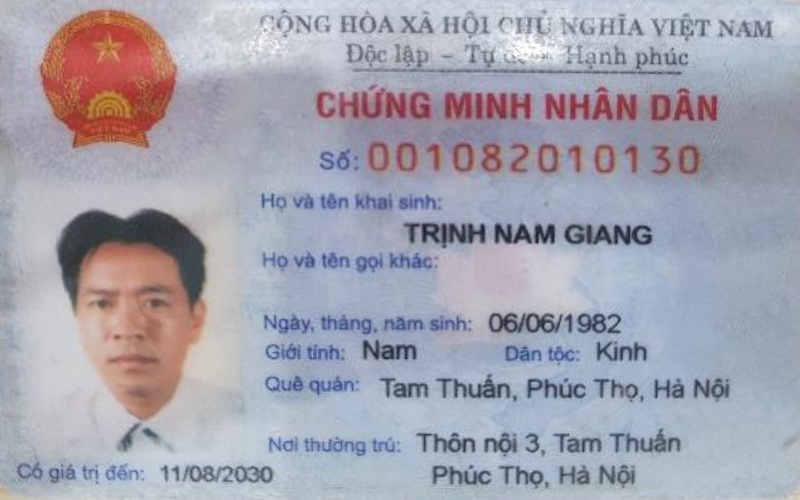 CỘNG HÒA XÃ HỘI CHỦ NGHĨA VIỆT NAM
Độc lập – Tự Hạnh phúc
CHỨNG MINH NHÂN DÂN
Số: 001082010130
Họ và tên khai sinh:
TRỊNH NAM GIANG
Họ và tên gọi khác:
Ngày, tháng, năm sinh: 06/06/1982
Giới tính: Nam Dân tộc: Kinh
Quê quán: Tam Thuấn, Phúc Thọ, Hà Nội
Nơi thường trú: Thôn nội 3, Tam Thuấn
Phúc Thọ, Hà Nội
Có giá trị đến: 11/08/2030